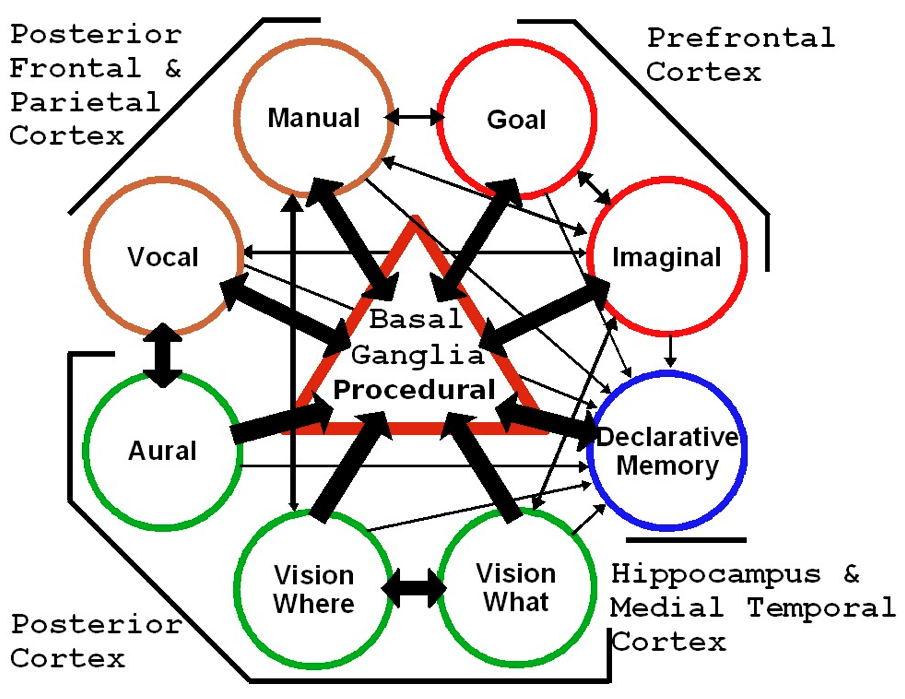 Posterior
Frontal &
Parietal
Cortex
Prefrontal
Cortex
Manual
Goal
Vocal
Imaginal
Basal
Ganglia
Procedural
Aural
Declarative
Memory
Vision
Where
Vision
What
Hippocampus &
Medial Temporal
Cortex
Posterior
Cortex